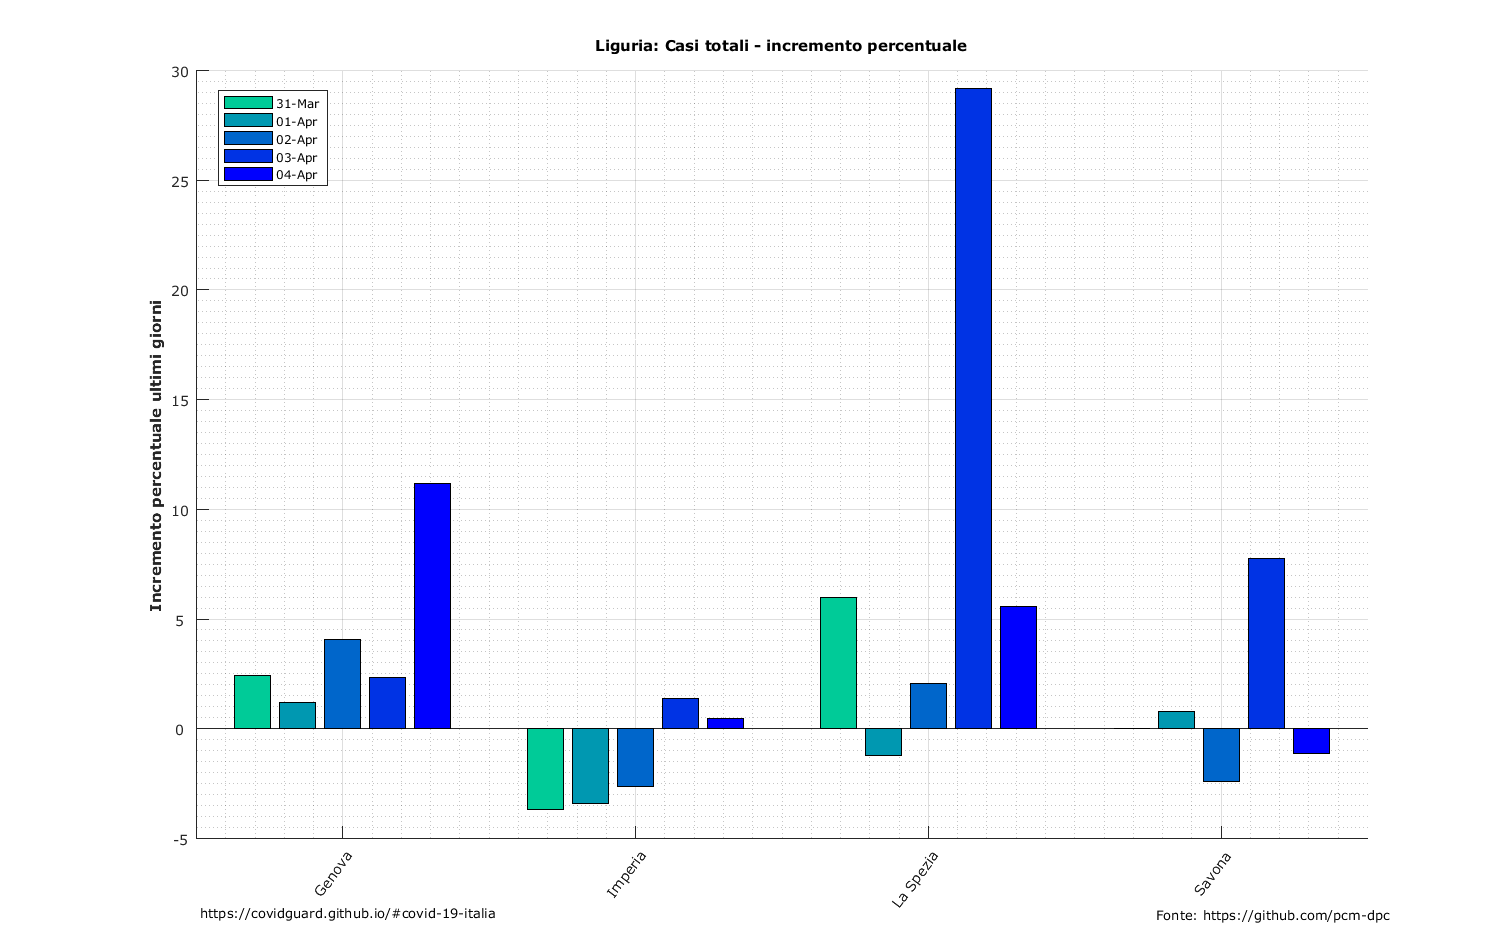 Liguria: Casi totali - incremento percentuale
Incremento percentuale ultimi giorni
30
25
20
15
10
5
0
-5
31-Mar
01-Apr
02-Apr
03-Apr
04-Apr
Genova
Imperia
La Spezia
Savona
https://covidguard.github.io/#covid-19-italia
Fonte: https://github.com/pcm-dpc